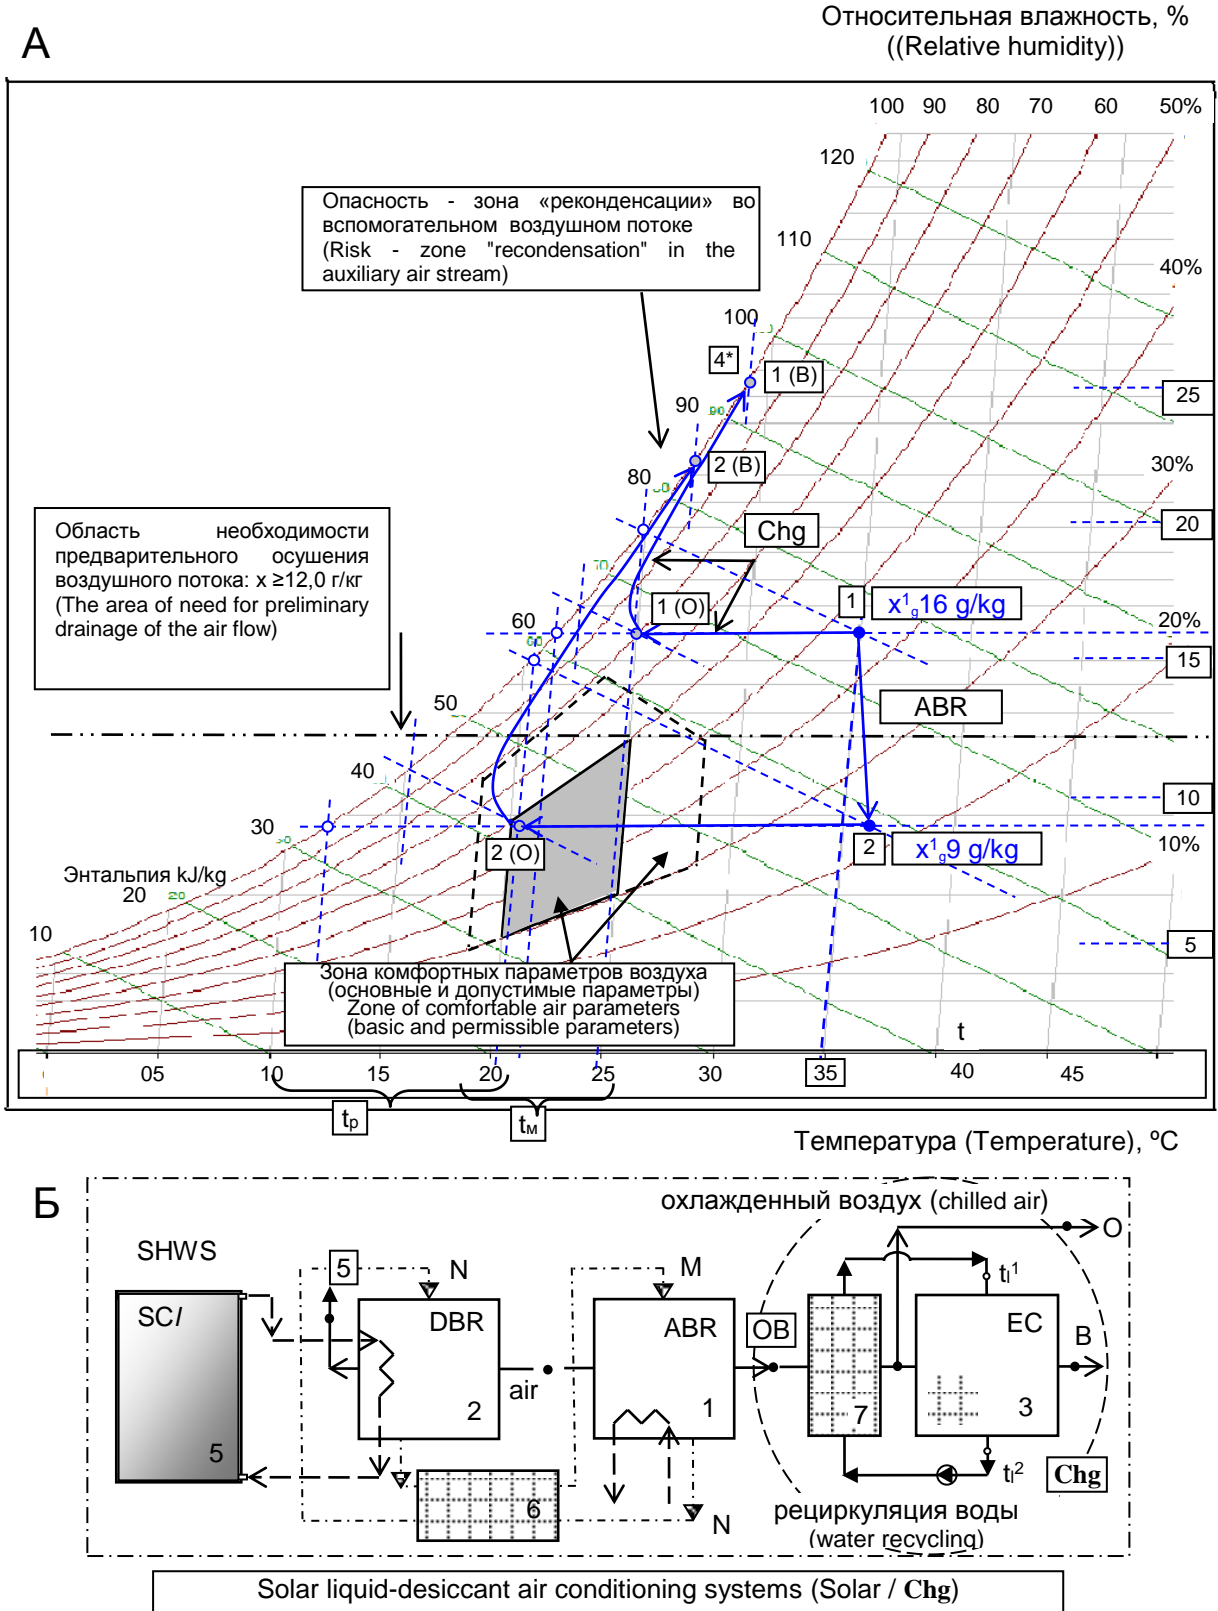 Относительная влажность, %
((Relative humidity))
А
100 90 80 70 60 50%
120
110
40%
Опасность - зона «реконденсации» во
вспомогательном воздушном потоке
(Risk - zone "recondensation" in the
auxiliary air stream)
100
4*
1 (В)
25
90
90
2 (В)
30%
80
20
Chg
Область необходимости
предварительного осушения
воздушного потока: х ≥12,0 г/кг
(The area of need for preliminary
drainage of the air flow)
70
1 (О)
1
x¹g16 g/kg
20%
60
60
15
50
ABR
40
10
30
2 (О)
2
x¹g9 g/kg
10%
Энтальпия kJ/kg
20
20
10
5
Зона комфортных параметров воздуха
(основные и допустимые параметры)
Zone of comfortable air parameters
(basic and permissible parameters)
t
05 10 15 20 25 30 35 40 45
tр
tм
Температура (Temperature), ºC
Б
охлажденный воздух (chilled air)
О
SHWS
5
N
M
tl¹
SCl
DBR
ABR
OB
EC
В
air
5
2
1
7
3
6
N
tl²
Chg
рециркуляция воды
(water recycling)
Solar liquid-desiccant air conditioning systems (Solar / Chg)